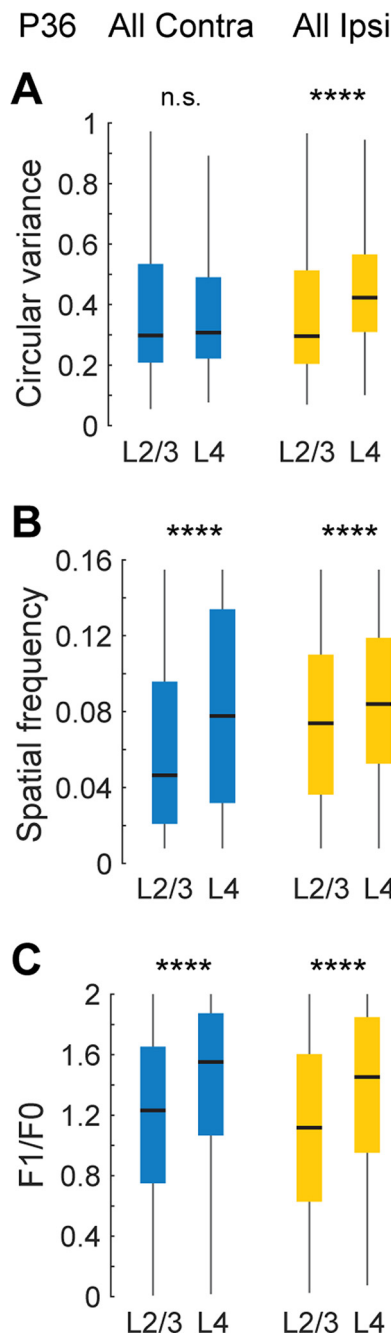 P36 All Contra All Ipsi
A
n.s. ****
Circular variance
1
0.8
0.6
0.4
0.2
0
L2/3 L4 L2/3 L4
B
**** ****
Spatial frequency
0.16
0.12
0.08
0.04
0
L2/3 L4 L2/3 L4
C
**** ****
F1/F0
2
1.6
1.2
0.8
0.4
0
L2/3 L4 L2/3 L4